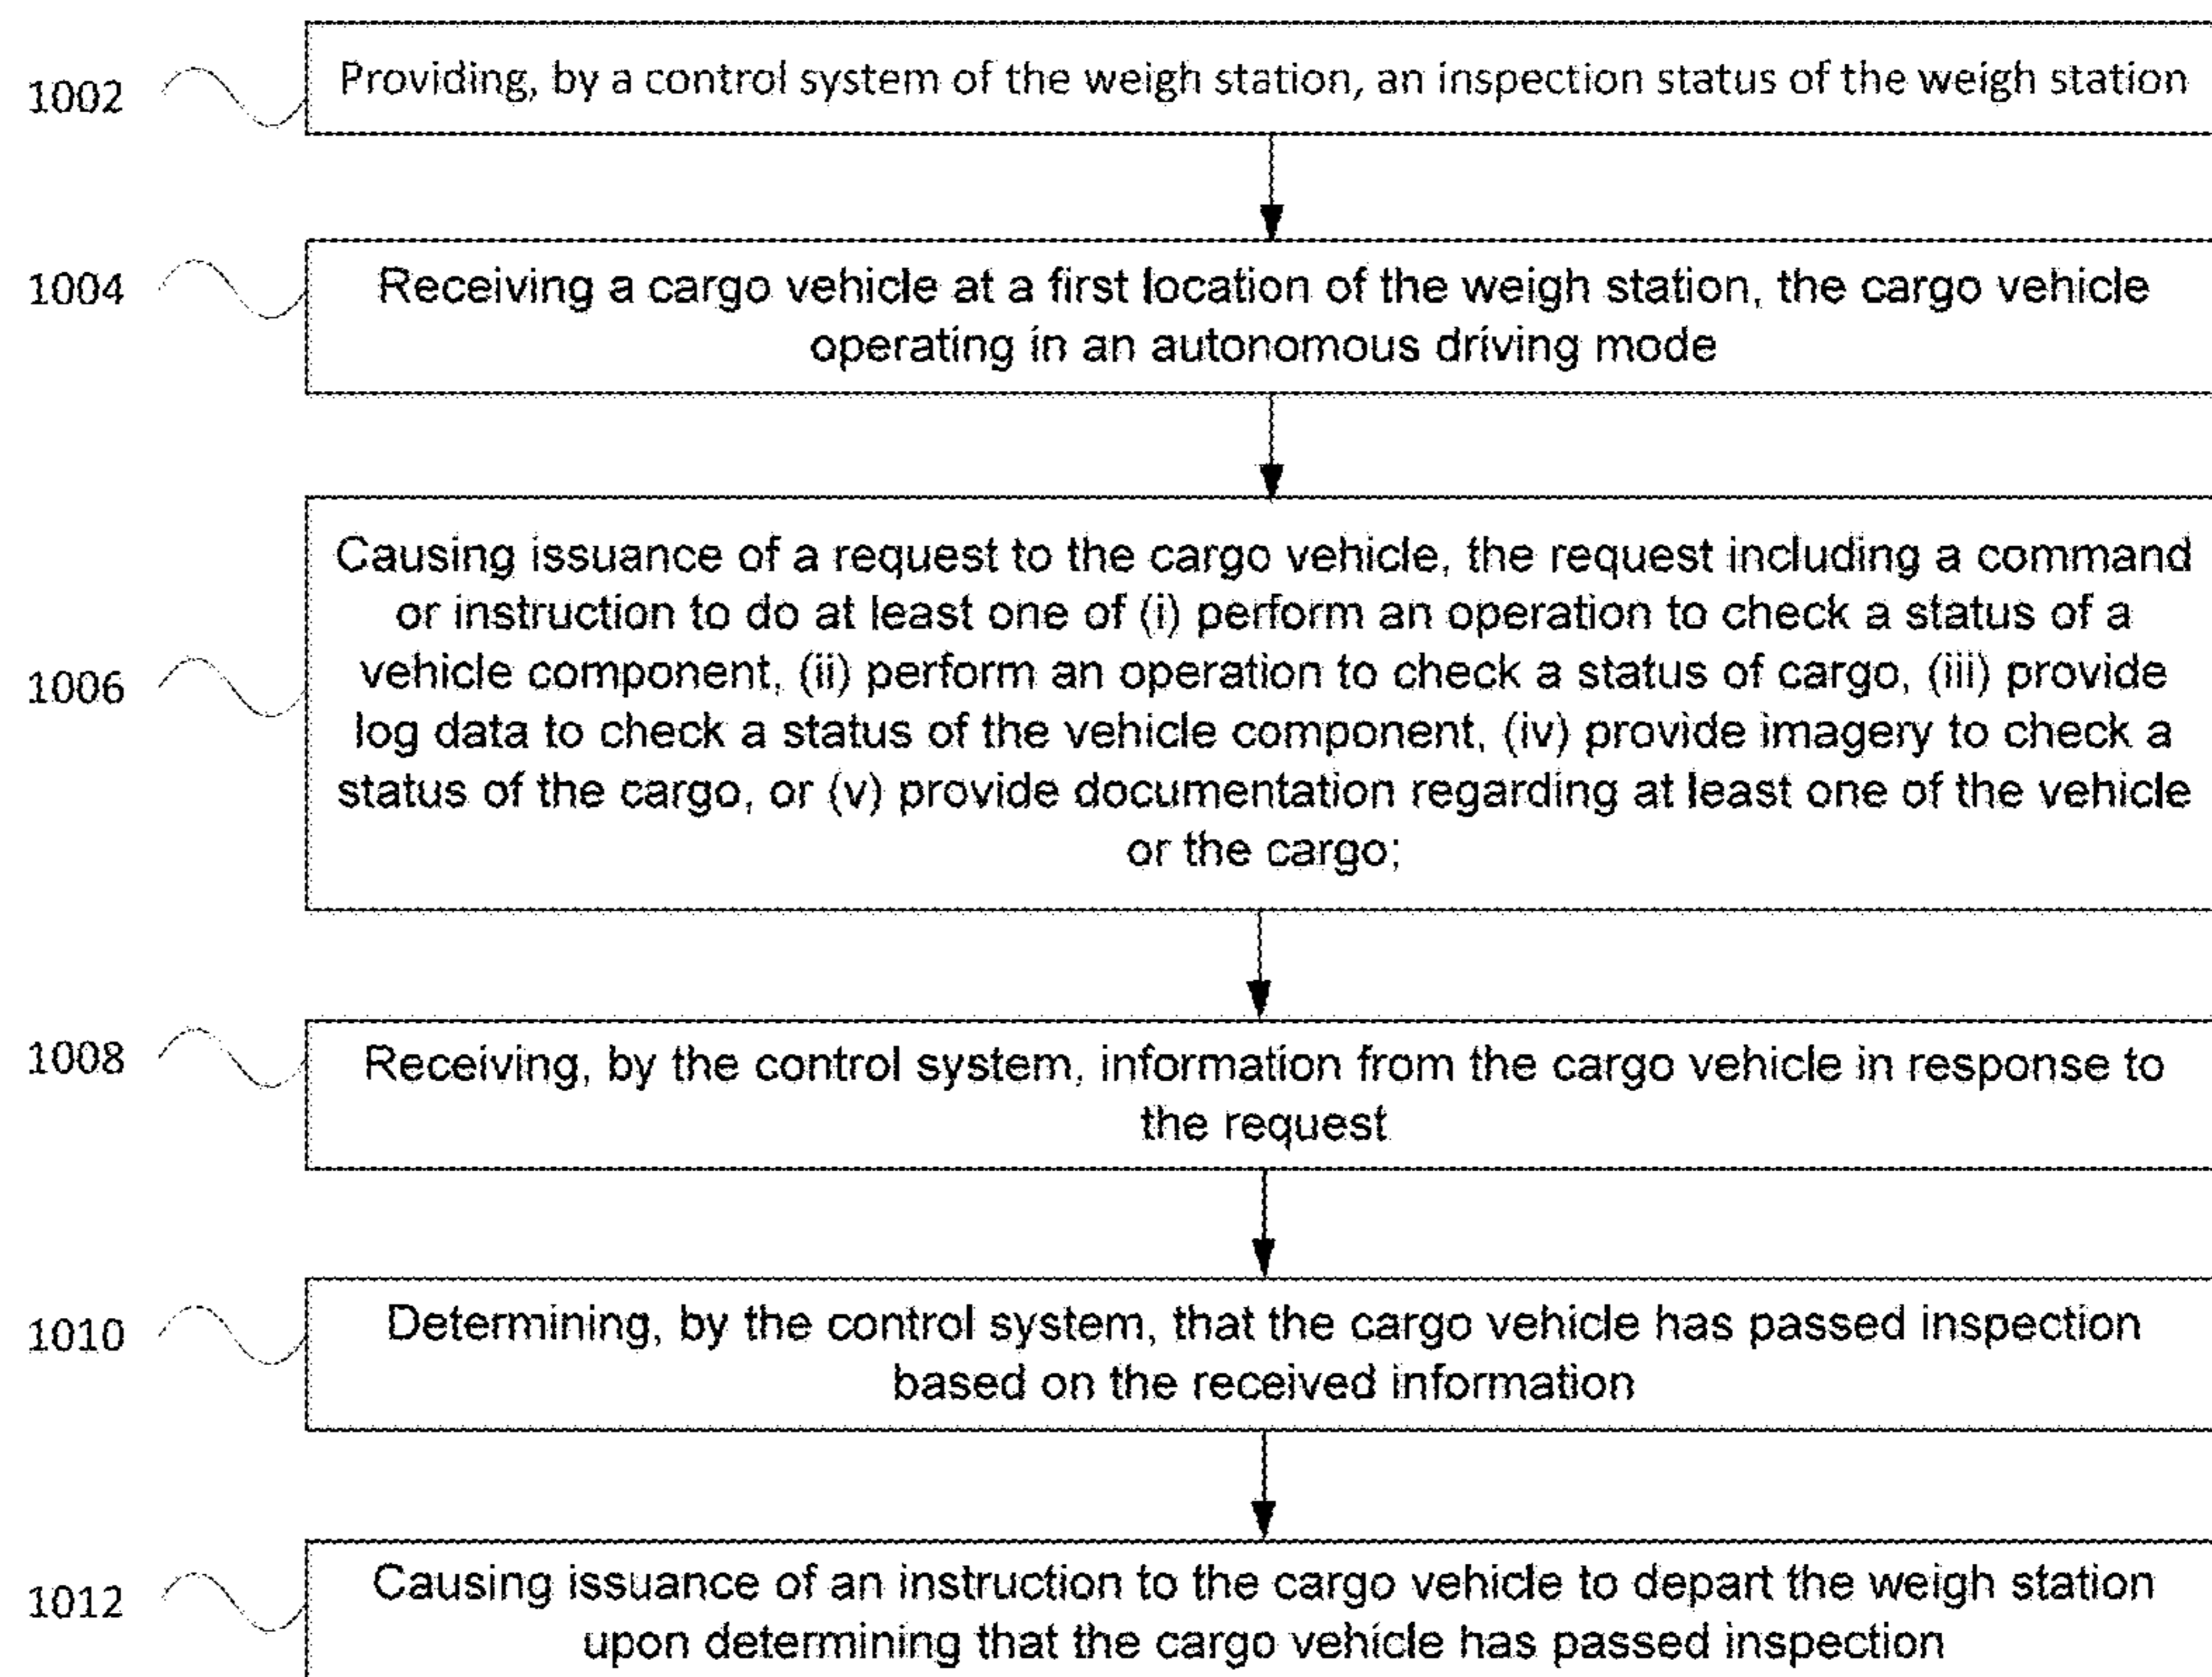 1002
Providing, by a control system of the weigh station, an inspection status of the weigh station
1004
Receiving a cargo vehicle at a first location of the weigh station, the cargo vehicle
operating in an autonomous driving mode
1006
Causing issuance of a request to the cargo vehicle, the request including a command
or instruction to do at least one of (i) perform an operation to check a status of a
vehicle component, (ii) perform an operation to check a status of cargo, (iii) provide
log data to check a status of the vehicle component, (iv) provide imagery to check a
status of the cargo, or (v) provide documentation regarding at least one of the vehicle
or the cargo;
1008
Receiving, by the control system, information from the cargo vehicle in response to
the request
1010
Determining, by the control system, that the cargo vehicle has passed inspection
based on the received information
1012
Causing issuance of an instruction to the cargo vehicle to depart the weigh station
upon determining that the cargo vehicle has passed inspection